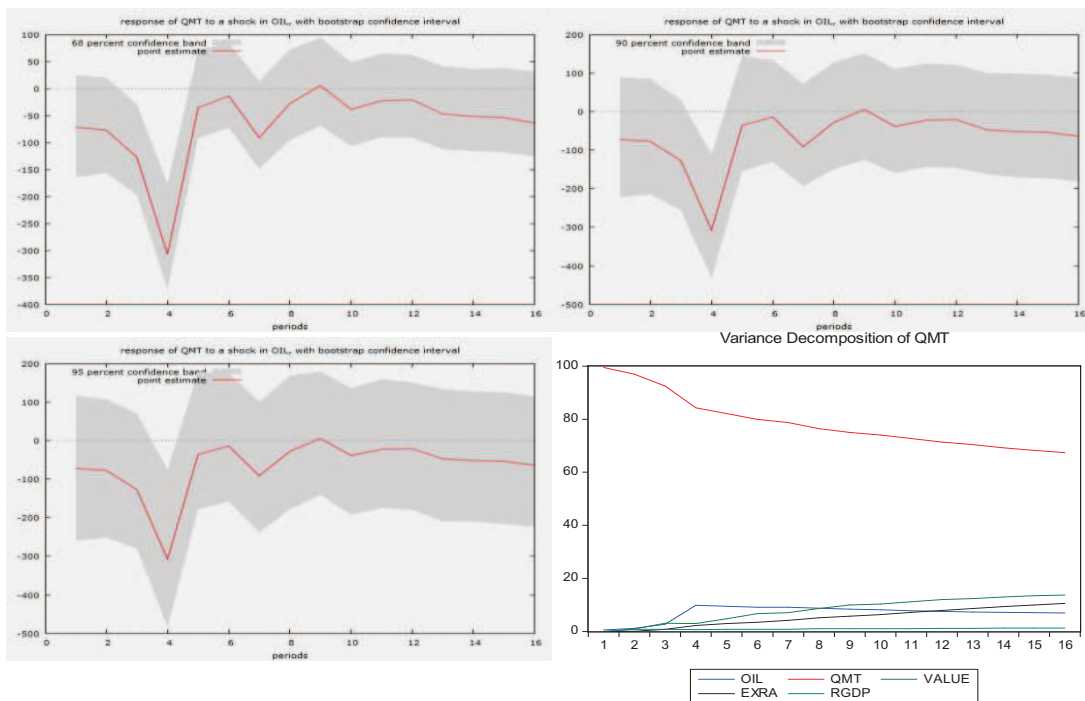 response of QMT to a shock in OIL, with bootstrap confidence interval
68 percent confidence band
point estimate
100
50
0
-50
-100
-150
-200
-250
-300
-350
-400
0 2 4 6 8 10 12 14 16
periods
response of QMT to a shock in OIL, with bootstrap confidence interval
90 percent confidence band
point estimate
200
100
0
-100
-200
-300
-400
-500
0 2 4 6 8 10 12 14 16
periods
response of QMT to a shock in OIL, with bootstrap confidence interval
95 percent confidence band
point estimate
200
100
0
-100
-200
-300
-400
-500
0 2 4 6 8 10 12 14 16
periods
Variance Decomposition of QMT
100
80
60
40
20
0
1 2 3 4 5 6 7 8 9 10 11 12 13 14 15 16
OIL QMT VALUE
EXRA RGDP